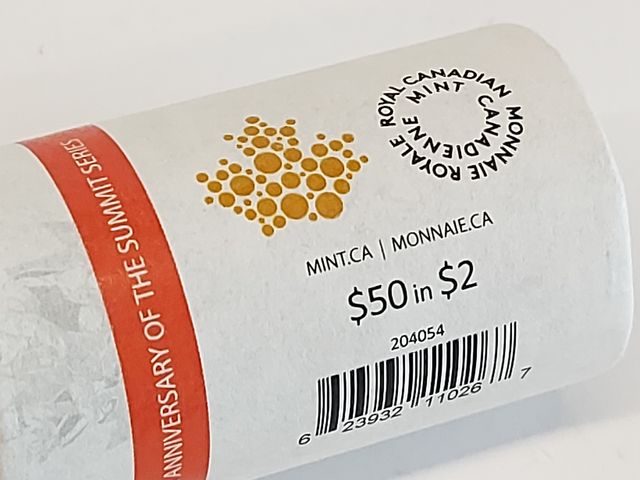 ANNIVERSARY OF THE SUMMIT SERIES
ROYAL CANADIAN MINT
MONNAIE ROYALE CANADIENNE
MINT.CA | MONNAIE.CA
$50 in $2
204054
6 23932 11026 7